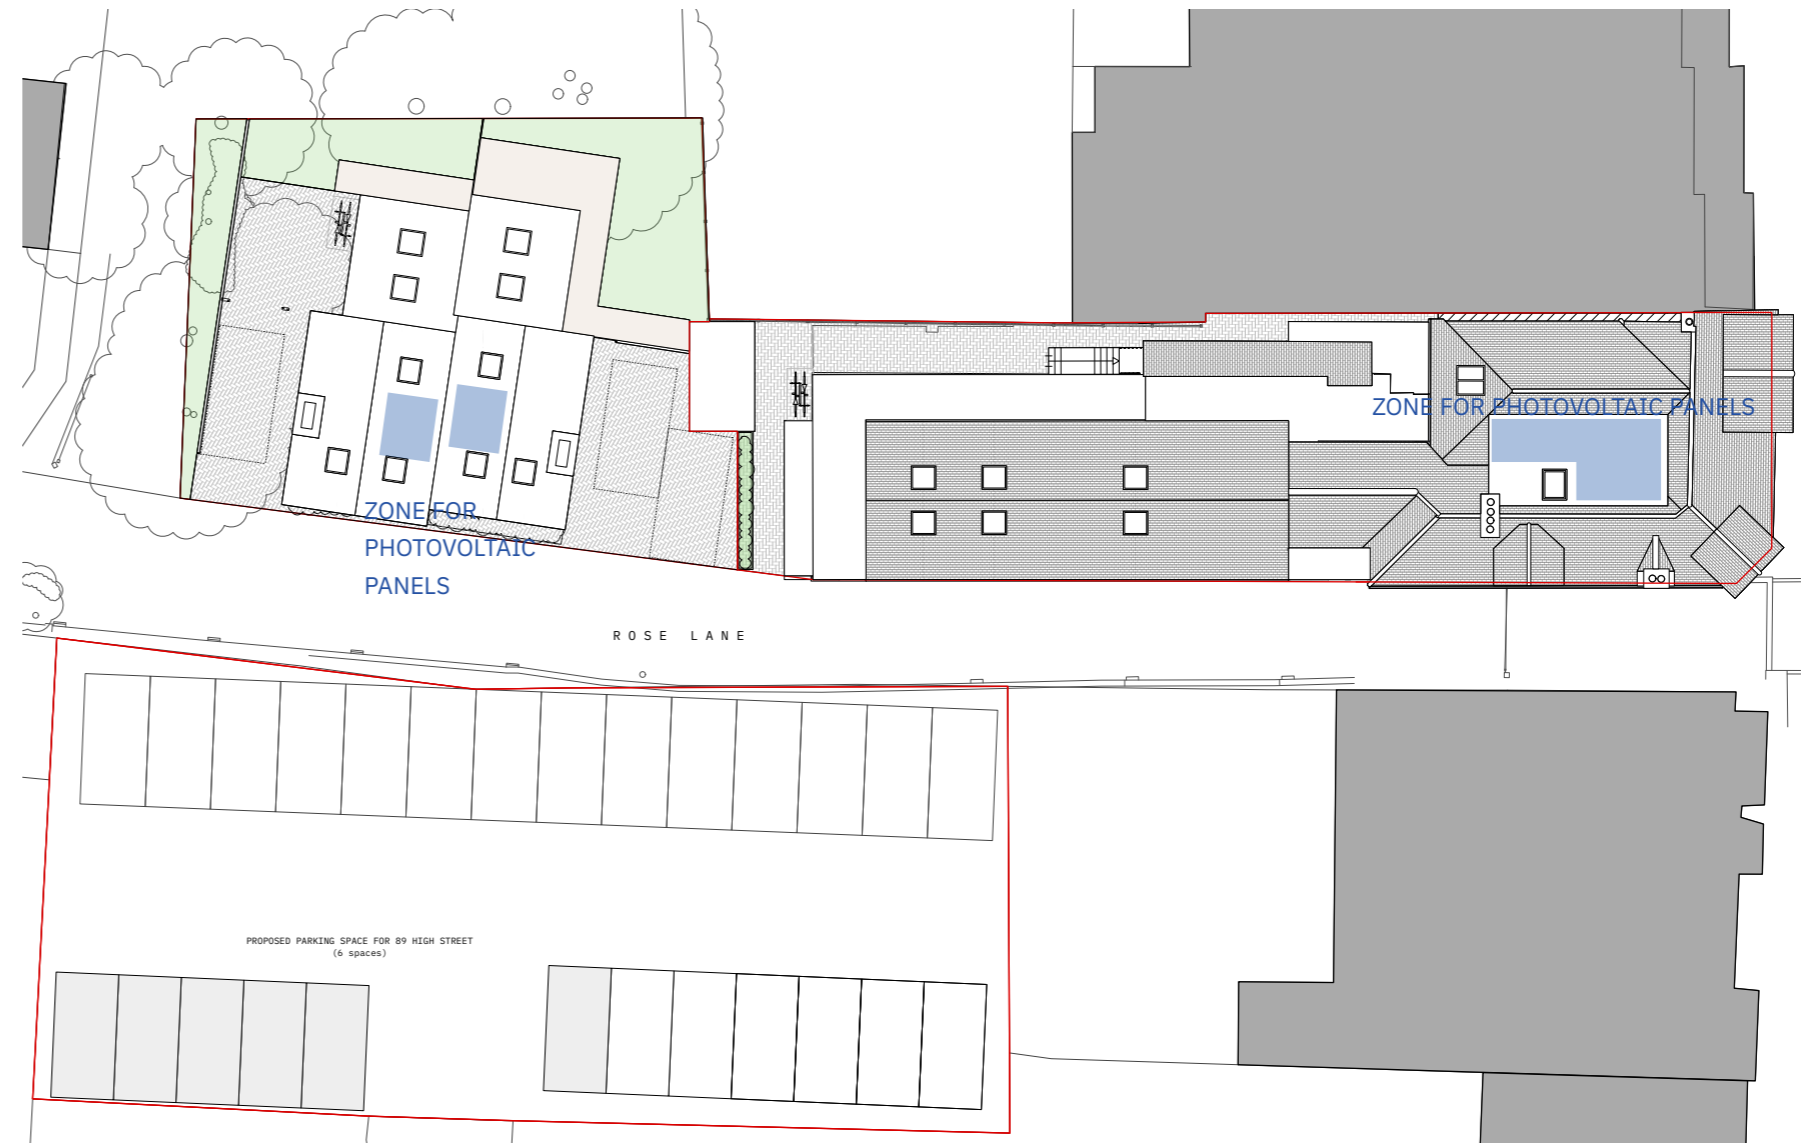 ZONE FOR PHOTOVOLTAIC PANELS
ZONE FOR
PHOTOVOLTAIC
PANELS
ROSE LANE
PROPOSED PARKING SPACE FOR 89 HIGH STREET
(6 spaces)